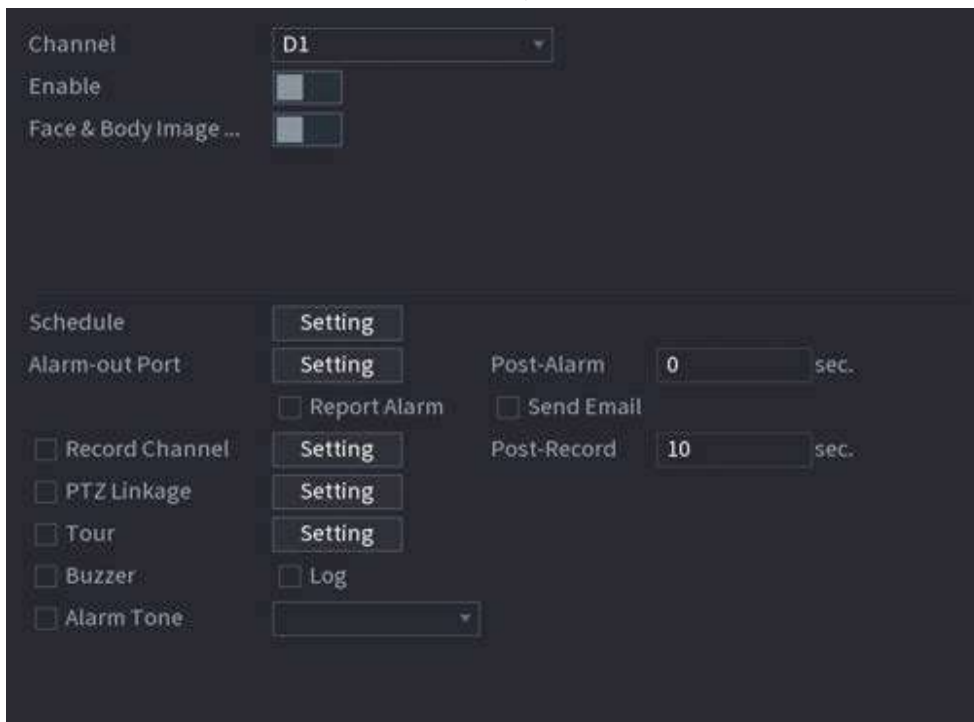 Channel D1
Enable
Face & Body Image ...
Schedule Setting
Alarm-out Port Setting Post-Alarm 0 sec.
Report Alarm Send Email
Record Channel Setting Post-Record 10 sec.
PTZ Linkage Setting
Tour Setting
Buzzer Log
Alarm Tone